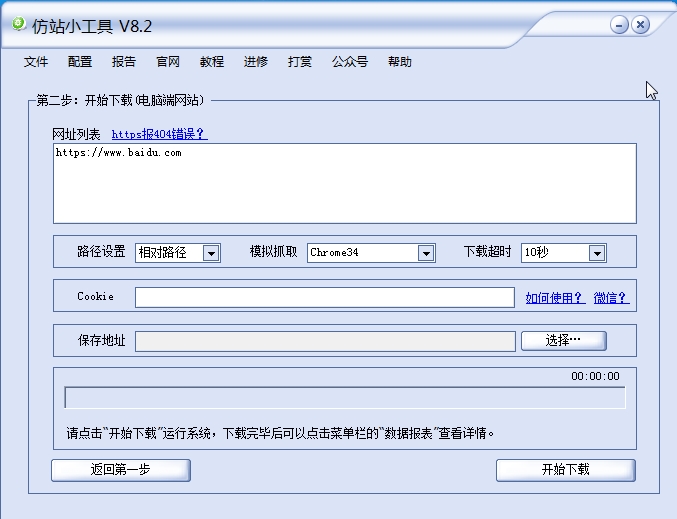 仿站小工具 V8.2
文件 配置 报告 官网 教程 进修 打赏 公众号 帮助
第二步：开始下载(电脑端网站)
网址列表 https报404错误？
https://www.baidu.com
路径设置 相对路径 模拟抓取 Chrome34 下载超时 10秒
Cookie 如何使用？ 微信？
保存地址 选择…
00:00:00
请点击“开始下载”运行系统，下载完毕后可以点击菜单栏的“数据报表”查看详情。
返回第一步 开始下载